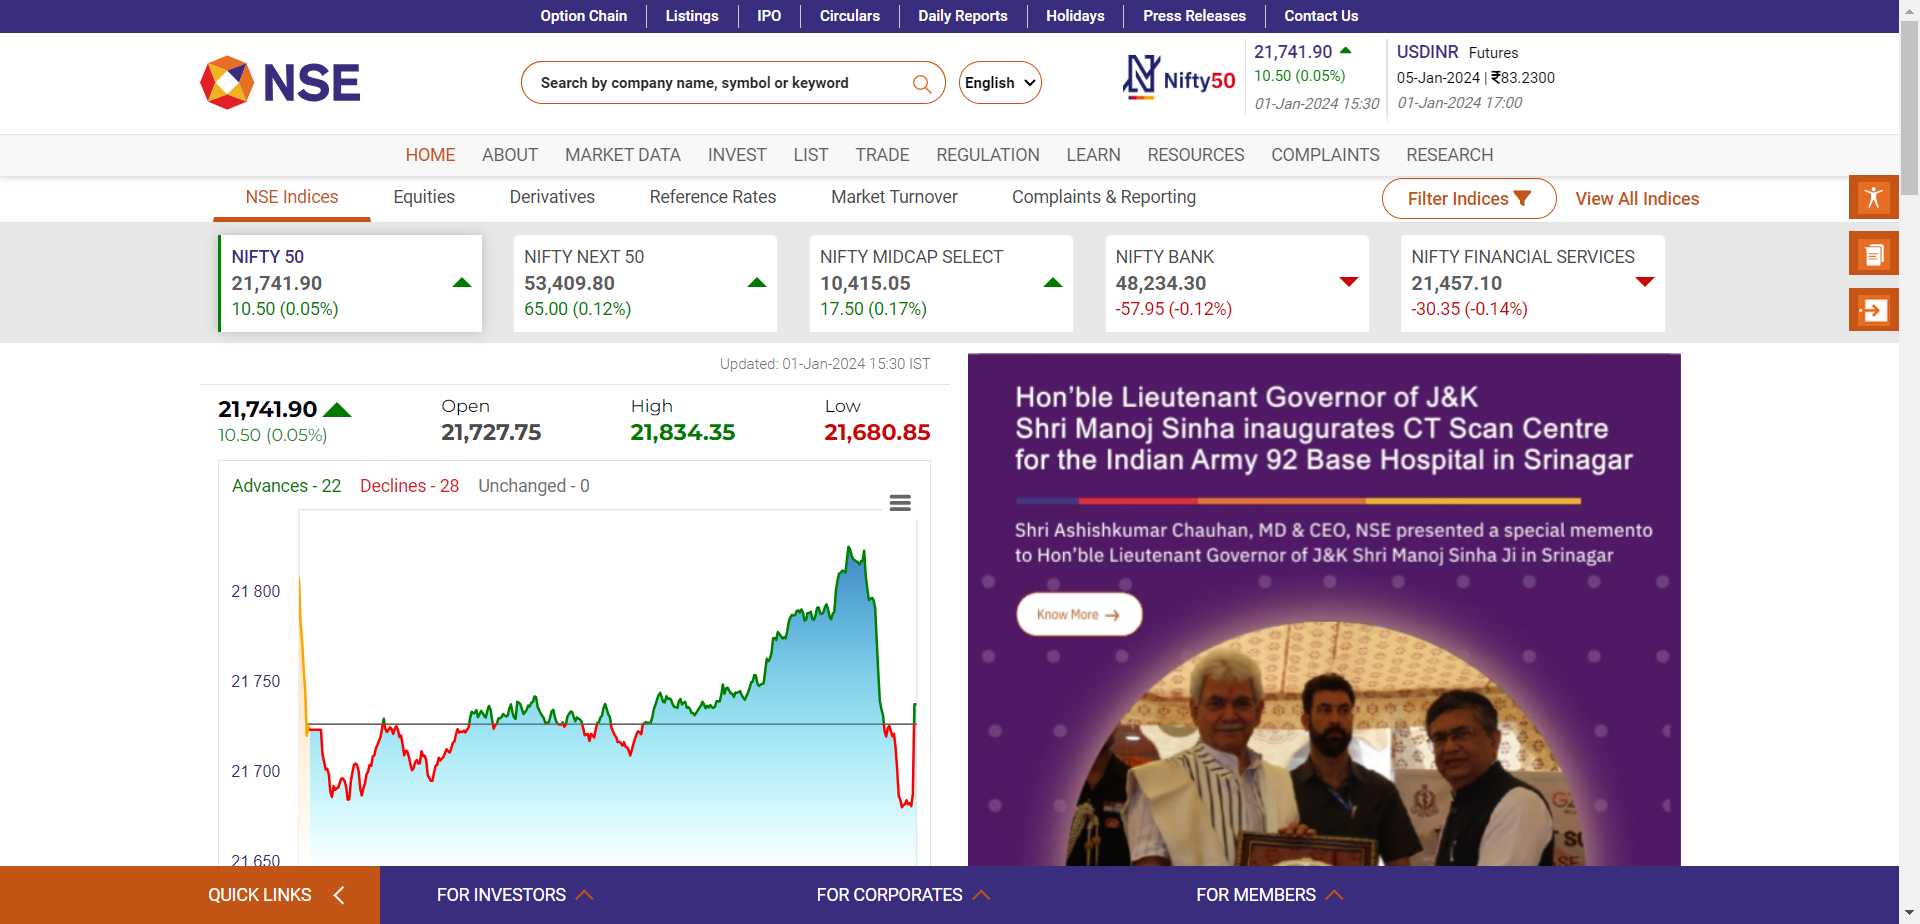 Option Chain Listings IPO Circulars Daily Reports Holidays Press Releases Contact Us
NSE
Search by company name, symbol or keyword
English
Nifty50
21,741.90
10.50 (0.05%)
01-Jan-2024 15:30
USDINR Futures
05-Jan-2024 | ₹83.2300
01-Jan-2024 17:00
HOME ABOUT MARKET DATA INVEST LIST TRADE REGULATION LEARN RESOURCES COMPLAINTS RESEARCH
NSE Indices Equities Derivatives Reference Rates Market Turnover Complaints & Reporting Filter Indices View All Indices
NIFTY 50
21,741.90
10.50 (0.05%)
NIFTY NEXT 50
53,409.80
65.00 (0.12%)
NIFTY MIDCAP SELECT
10,415.05
17.50 (0.17%)
NIFTY BANK
48,234.30
-57.95 (-0.12%)
NIFTY FINANCIAL SERVICES
21,457.10
-30.35 (-0.14%)
Updated: 01-Jan-2024 15:30 IST
21,741.90
10.50 (0.05%)
Open
21,727.75
High
21,834.35
Low
21,680.85
Advances - 22 Declines - 28 Unchanged - 0
21 800
21 750
21 700
21 650
Hon'ble Lieutenant Governor of J&K
Shri Manoj Sinha inaugurates CT Scan Centre
for the Indian Army 92 Base Hospital in Srinagar
Shri Ashishkumar Chauhan, MD & CEO, NSE presented a special memento
to Hon'ble Lieutenant Governor of J&K Shri Manoj Sinha Ji in Srinagar
Know More
QUICK LINKS FOR INVESTORS FOR CORPORATES FOR MEMBERS